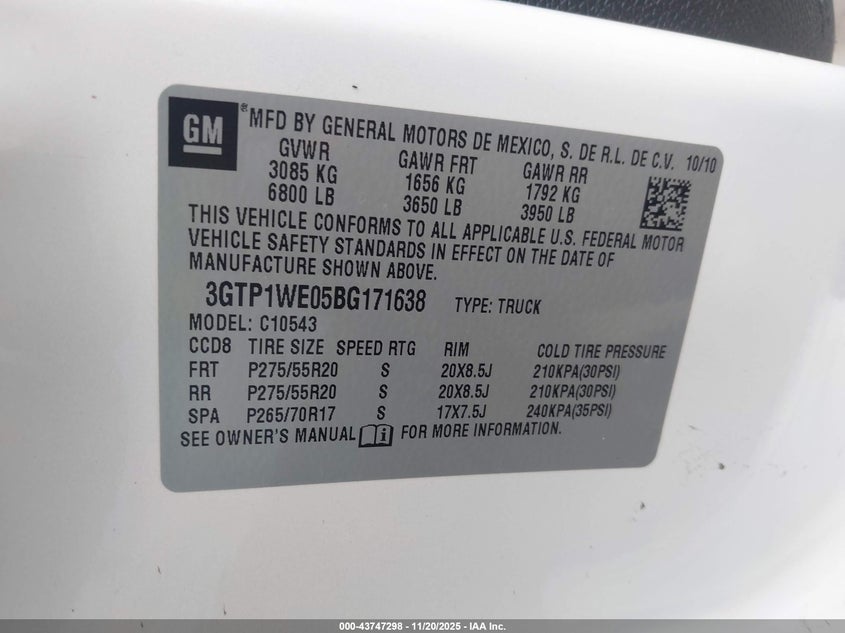 GM
® MFD BY GENERAL MOTORS DE MEXICO, S. DE R.L. DE C.V. 10/10
GVWR GAWR FRT GAWR RR
3085 KG 1656 KG 1792 KG
6800 LB 3650 LB 3950 LB
THIS VEHICLE CONFORMS TO ALL APPLICABLE U.S. FEDERAL MOTOR
VEHICLE SAFETY STANDARDS IN EFFECT ON THE DATE OF
MANUFACTURE SHOWN ABOVE.
3GTP1WE05BG171638 TYPE: TRUCK
MODEL: C10543
CCD8 TIRE SIZE SPEED RTG RIM COLD TIRE PRESSURE
FRT P275/55R20 S 20X8.5J 210KPA(30PSI)
RR P275/55R20 S 20X8.5J 210KPA(30PSI)
SPA P265/70R17 S 17X7.5J 240KPA(35PSI)
SEE OWNER'S MANUAL FOR MORE INFORMATION.
000-43747298 - 11/20/2025 - IAA Inc.